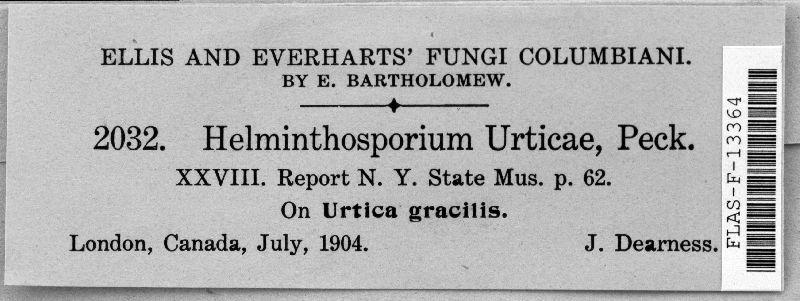 ELLIS AND EVERHARTS' FUNGI COLUMBIANI.
BY E. BARTHOLOMEW.
2032. Helminthosporium Urticae, Peck.
XXVIII. Report N. Y. State Mus. p. 62.
On Urtica gracilis.
London, Canada, July, 1904. J. Dearness.
FLAS-F-13364